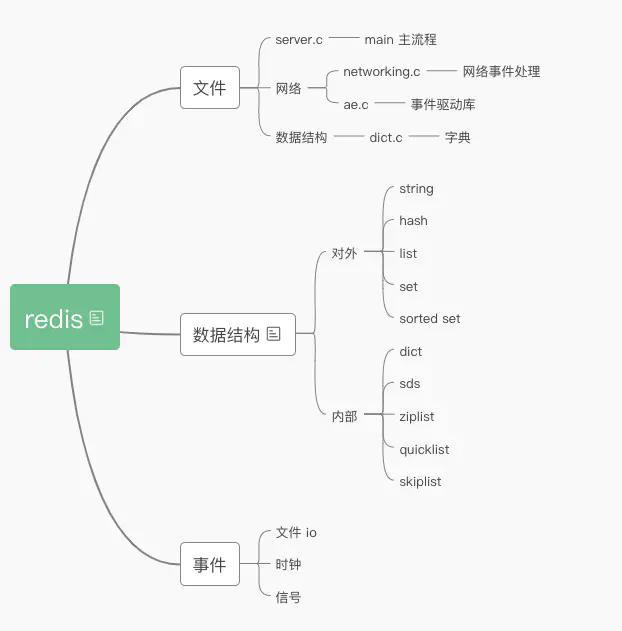 redis
文件
server.c
main 主流程
网络
networking.c
网络事件处理
ae.c
事件驱动库
数据结构
dict.c
字典
数据结构
对外
string
hash
list
set
sorted set
内部
dict
sds
ziplist
quicklist
skiplist
事件
文件 io
时钟
信号